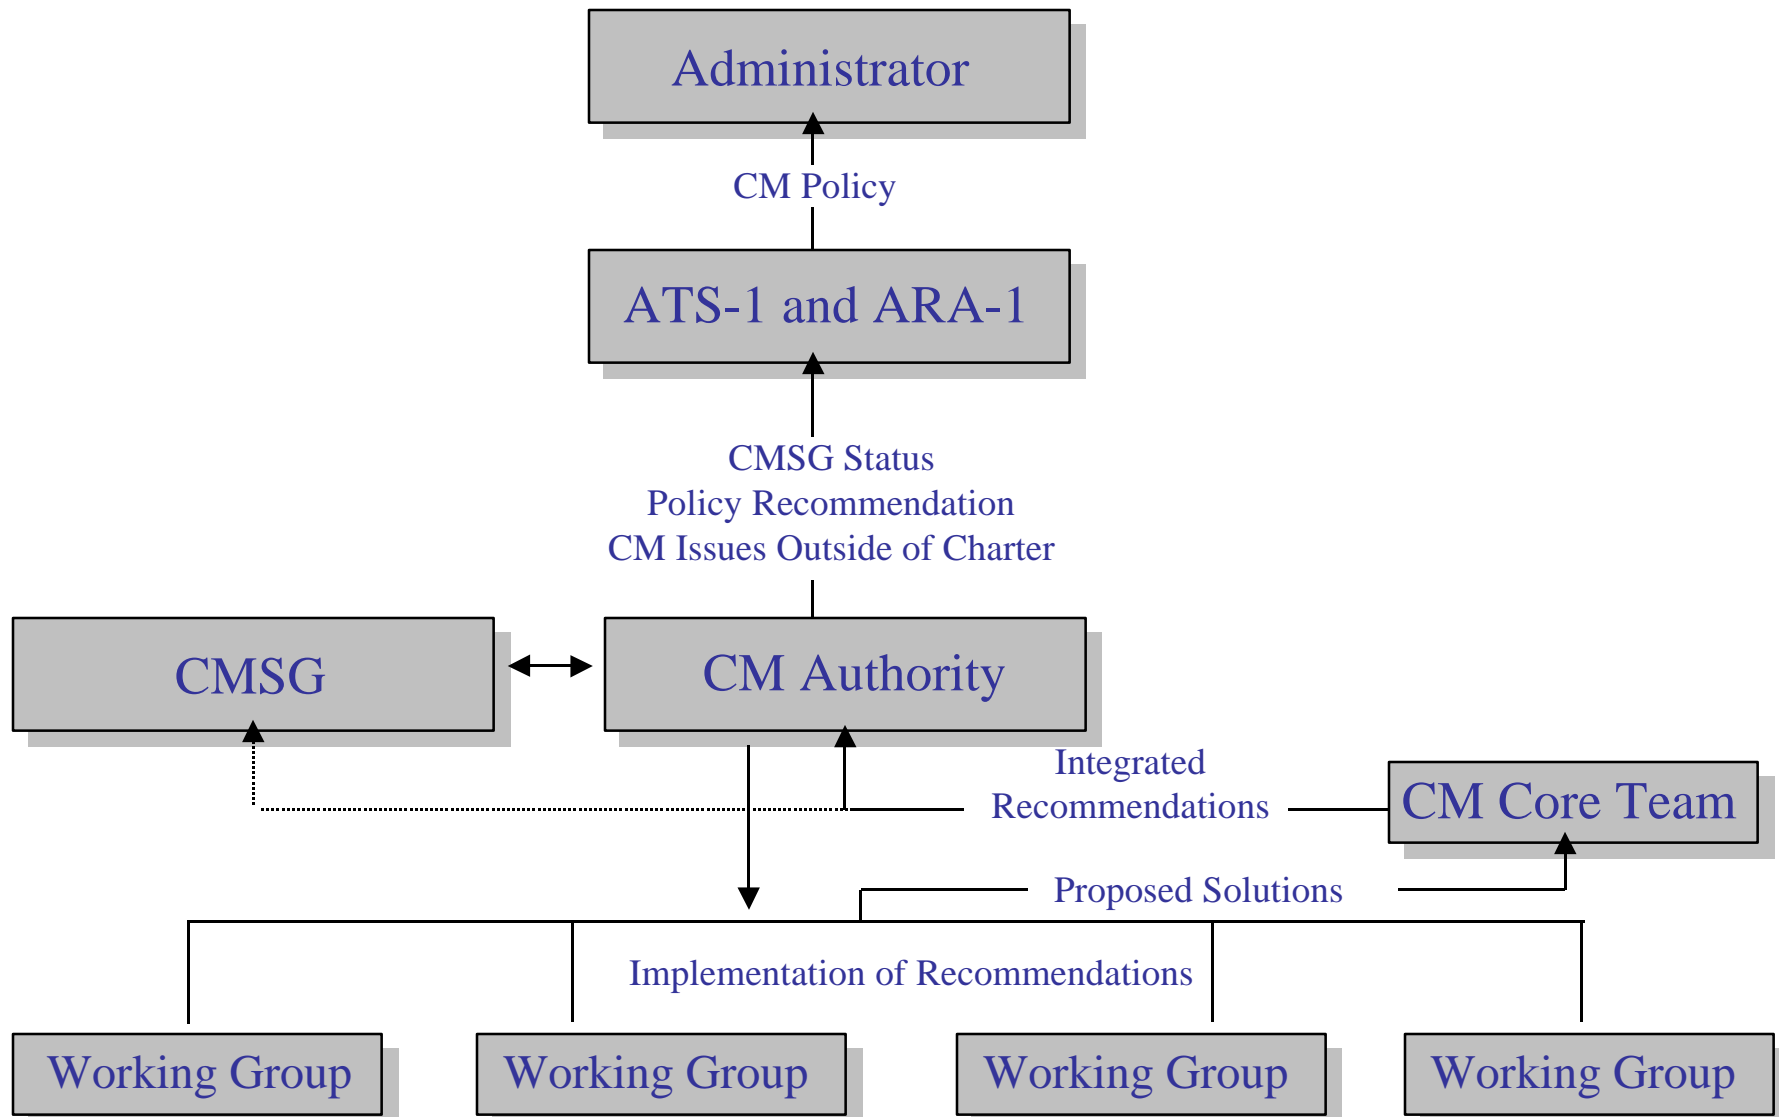 Administrator
CM Policy
ATS-1 and ARA-1
CMSG Status
Policy Recommendation
CM Issues Outside of Charter
CMSG
CM Authority
Integrated
Recommendations
CM Core Team
Proposed Solutions
Implementation of Recommendations
Working Group
Working Group
Working Group
Working Group